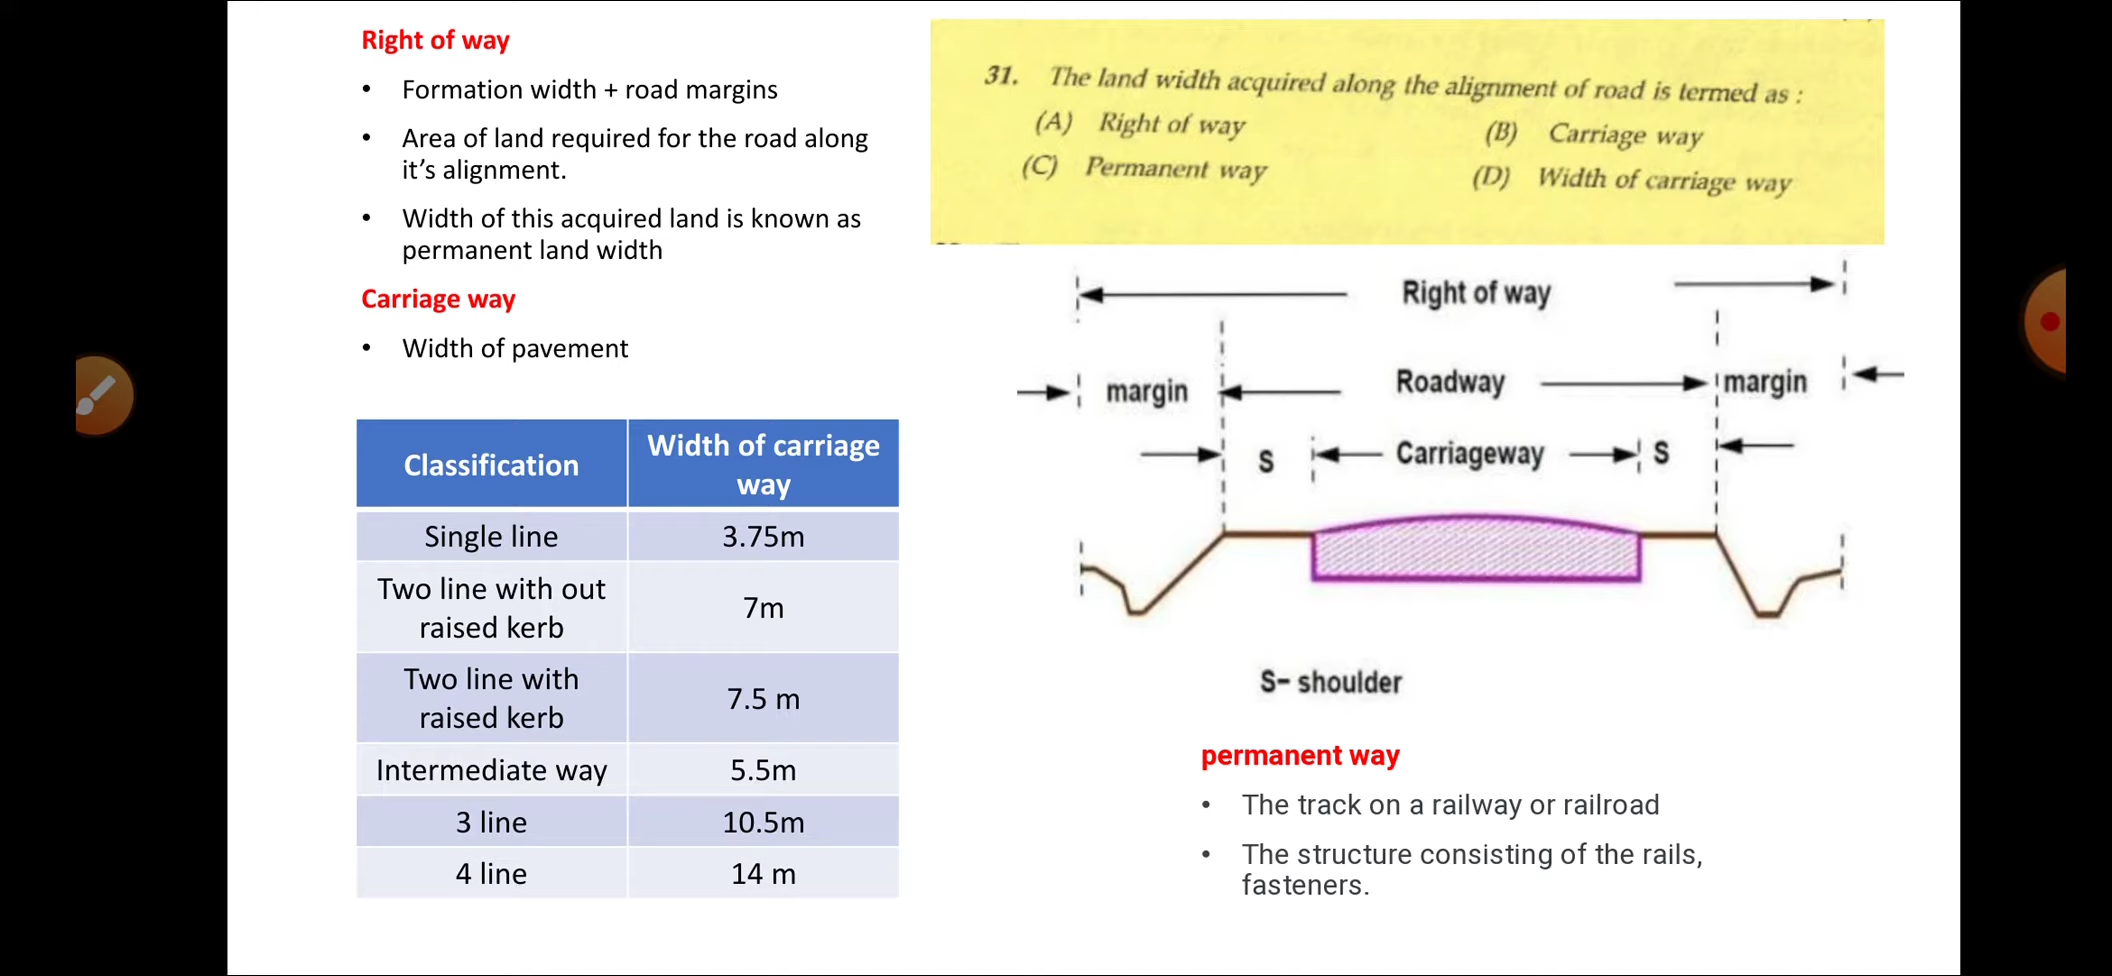 Right of way
• Formation width + road margins
• Area of land required for the road along
it’s alignment.
• Width of this acquired land is known as
permanent land width
Carriage way
• Width of pavement
Classification Width of carriage
way
Single line 3.75m
Two line with out
raised kerb 7m
Two line with
raised kerb 7.5 m
Intermediate way 5.5m
3 line 10.5m
4 line 14 m
31. The land width acquired along the alignment of road is termed as :
(A) Right of way (B) Carriage way
(C) Permanent way (D) Width of carriage way
Right of way
margin Roadway margin
S Carriageway S
S- shoulder
permanent way
• The track on a railway or railroad
• The structure consisting of the rails,
fasteners.